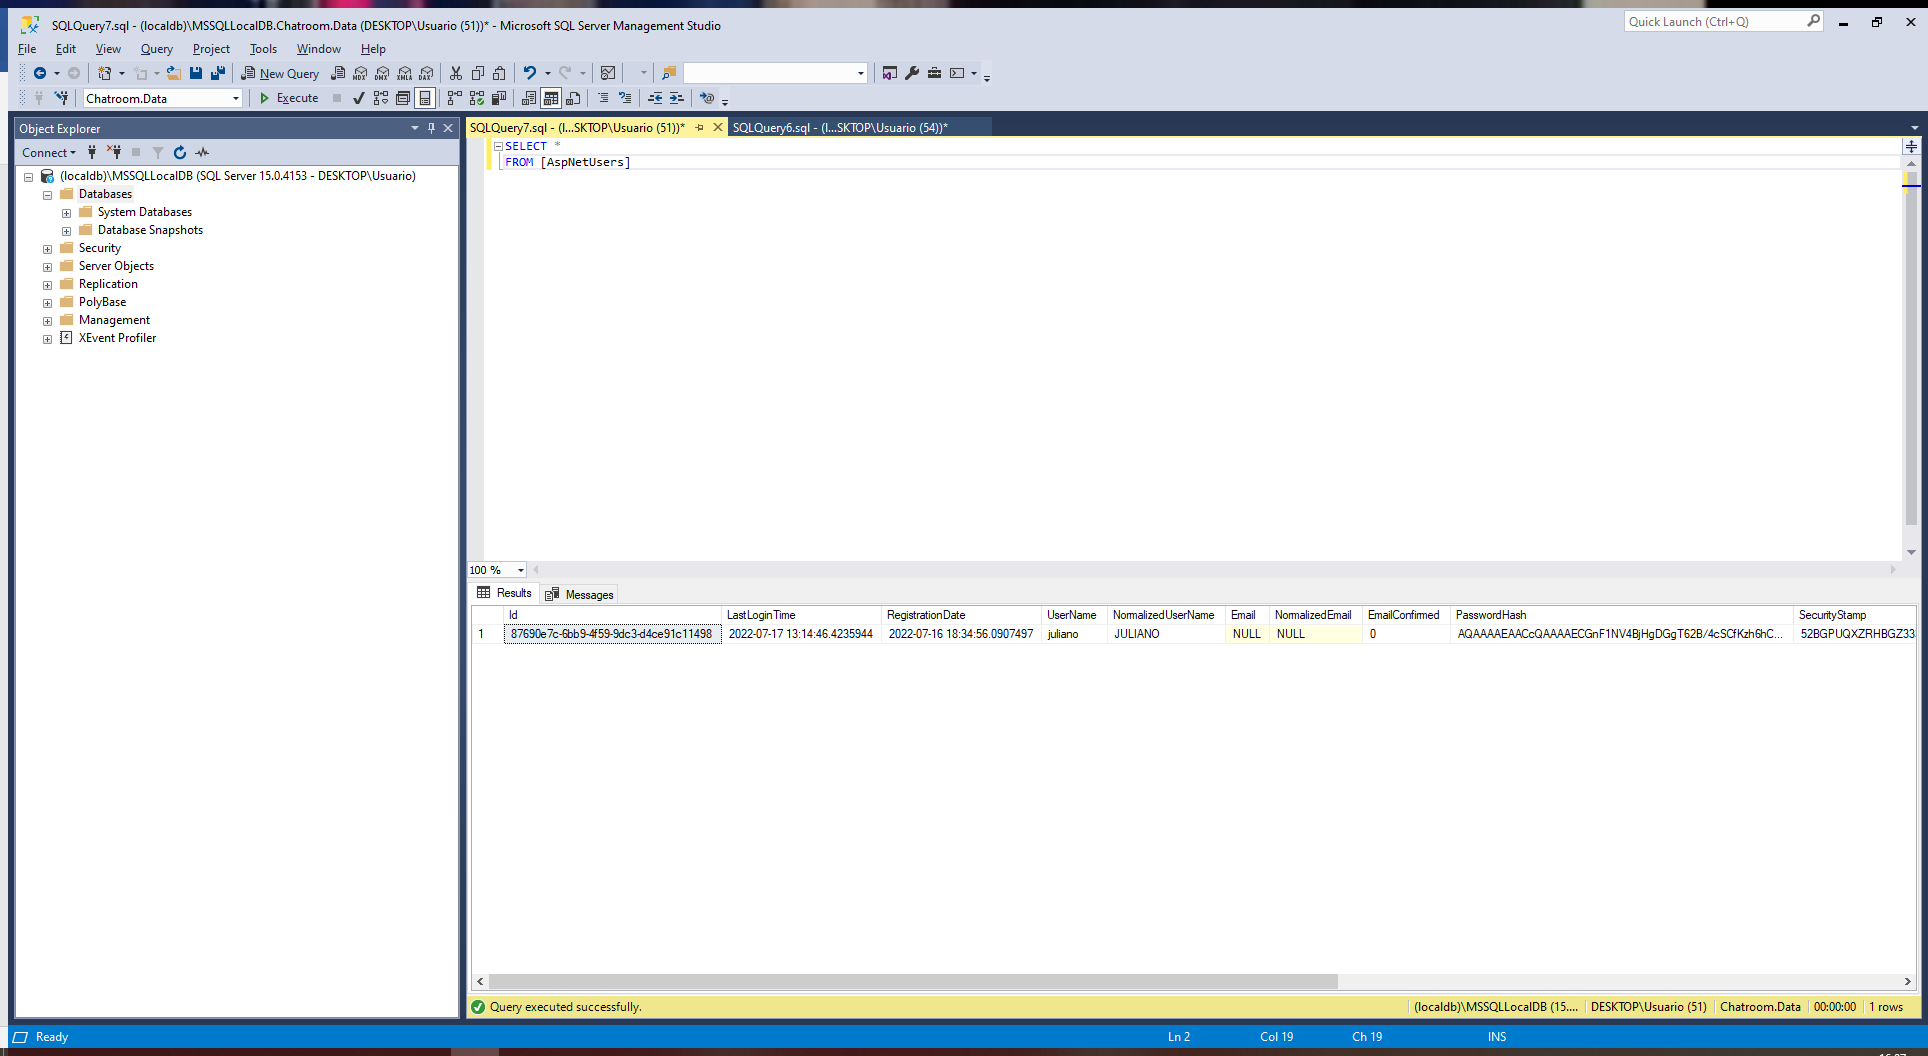 SQLQuery7.sql - (localdb)\MSSQLLocalDB.Chatroom.Data (DESKTOP\Usuario (51))* - Microsoft SQL Server Management Studio
Quick Launch (Ctrl+Q)
File Edit View Query Project Tools Window Help
New Query MDX DMX XMLA DAX
Chatroom.Data Execute
Object Explorer
Connect
(localdb)\MSSQLLocalDB (SQL Server 15.0.4153 - DESKTOP\Usuario)
Databases
System Databases
Database Snapshots
Security
Server Objects
Replication
PolyBase
Management
XEvent Profiler
SQLQuery7.sql - (l...SKTOP\Usuario (51))* SQLQuery6.sql - (l...SKTOP\Usuario (54))*
SELECT *
FROM [AspNetUsers]
100 %
Results Messages
Id LastLoginTime RegistrationDate UserName NormalizedUserName Email NormalizedEmail EmailConfirmed PasswordHash SecurityStamp
1 87690e7c-6bb9-4f59-9dc3-d4ce91c11498 2022-07-17 13:14:46.4235944 2022-07-16 18:34:56.0907497 juliano JULIANO NULL NULL 0 AQAAAAEAACcQAAAAECGnF1NV4BjHgDGgT62B/4cSCfKzh6hC... 52BGPUQXZRHBGZ333
Query executed successfully.
(localdb)\MSSQLLocalDB (15.... DESKTOP\Usuario (51) Chatroom.Data 00:00:00 1 rows
Ready Ln 2 Col 19 Ch 19 INS